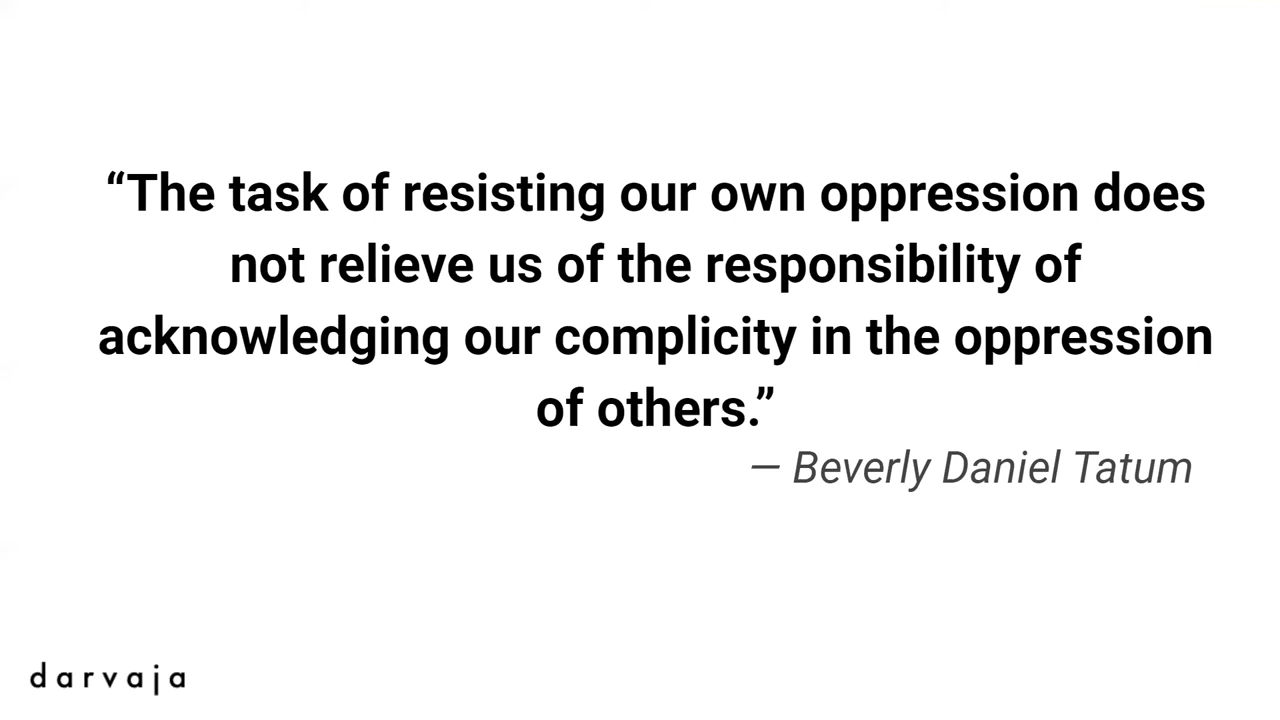 “The task of resisting our own oppression does
not relieve us of the responsibility of
acknowledging our complicity in the oppression
of others.”
— Beverly Daniel Tatum
darvaja